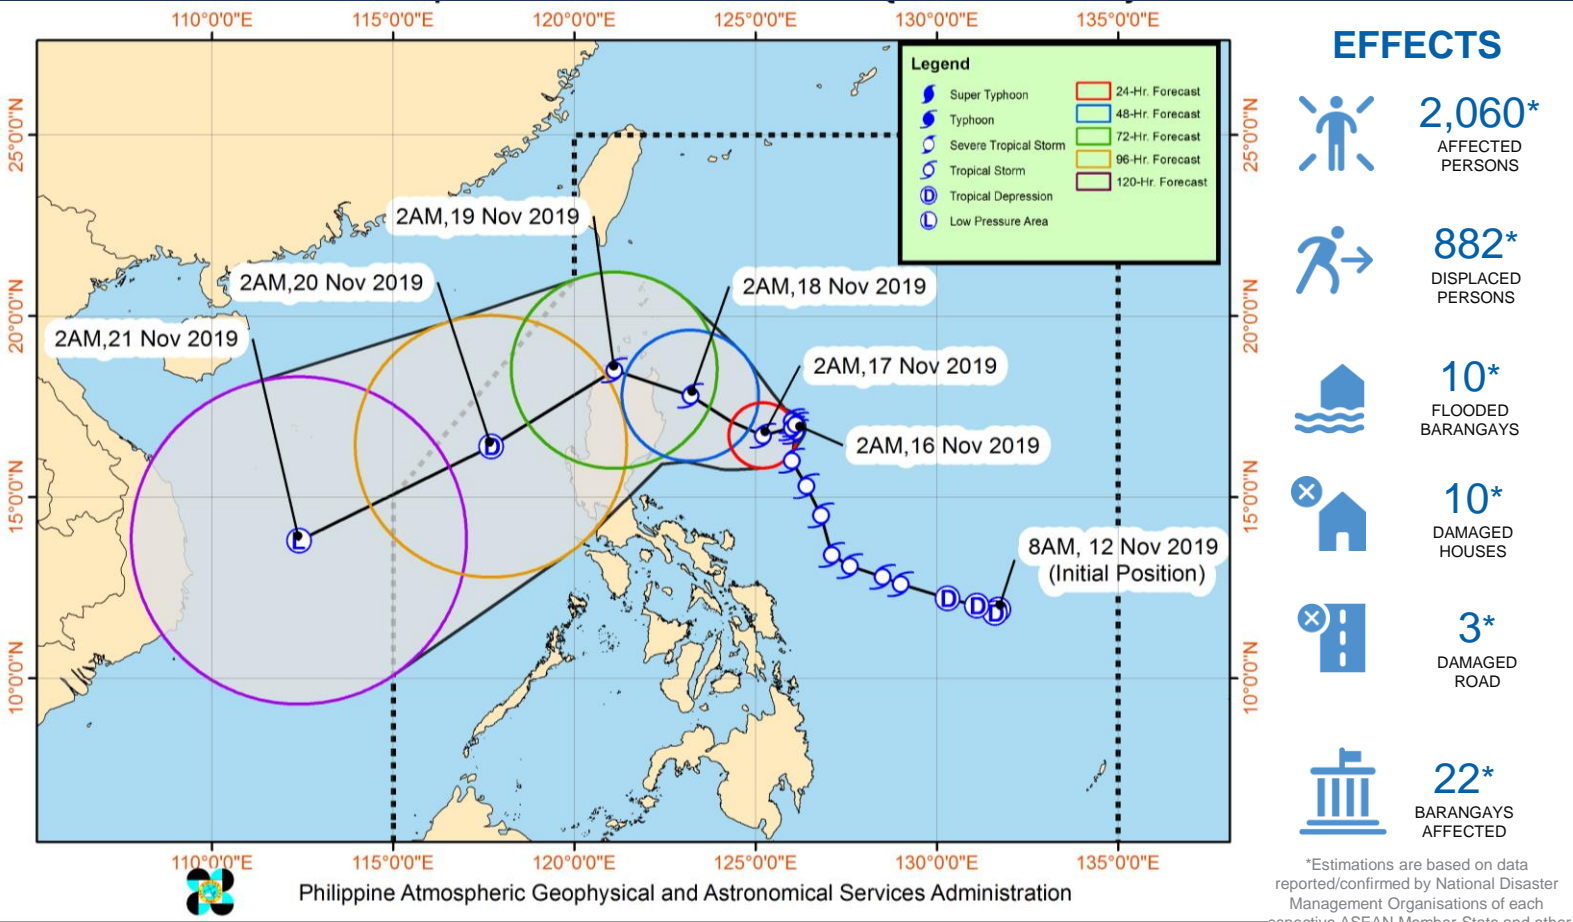 110°0'0"E 115°0'0"E 120°0'0"E 125°0'0"E 130°0'0"E 135°0'0"E
25°0'0"N
20°0'0"N
15°0'0"N
10°0'0"N
Legend
Super Typhoon
Typhoon
Severe Tropical Storm
Tropical Storm
D Tropical Depression
L Low Pressure Area
24-Hr. Forecast
48-Hr. Forecast
72-Hr. Forecast
96-Hr. Forecast
120-Hr. Forecast
25°0'0"N
20°0'0"N
15°0'0"N
10°0'0"N
2AM,19 Nov 2019
2AM,20 Nov 2019
2AM,18 Nov 2019
2AM,21 Nov 2019
2AM,17 Nov 2019
2AM,16 Nov 2019
D
L
8AM, 12 Nov 2019
(Initial Position)
D D D
110°0'0"E 115°0'0"E 120°0'0"E 125°0'0"E 130°0'0"E 135°0'0"E
Philippine Atmospheric Geophysical and Astronomical Services Administration
EFFECTS
2,060*
AFFECTED
PERSONS
882*
DISPLACED
PERSONS
10*
FLOODED
BARANGAYS
10*
DAMAGED
HOUSES
3*
DAMAGED
ROAD
22*
BARANGAYS
AFFECTED
*Estimations are based on data
reported/confirmed by National Disaster
Management Organisations of each
ASEAN Member State and other